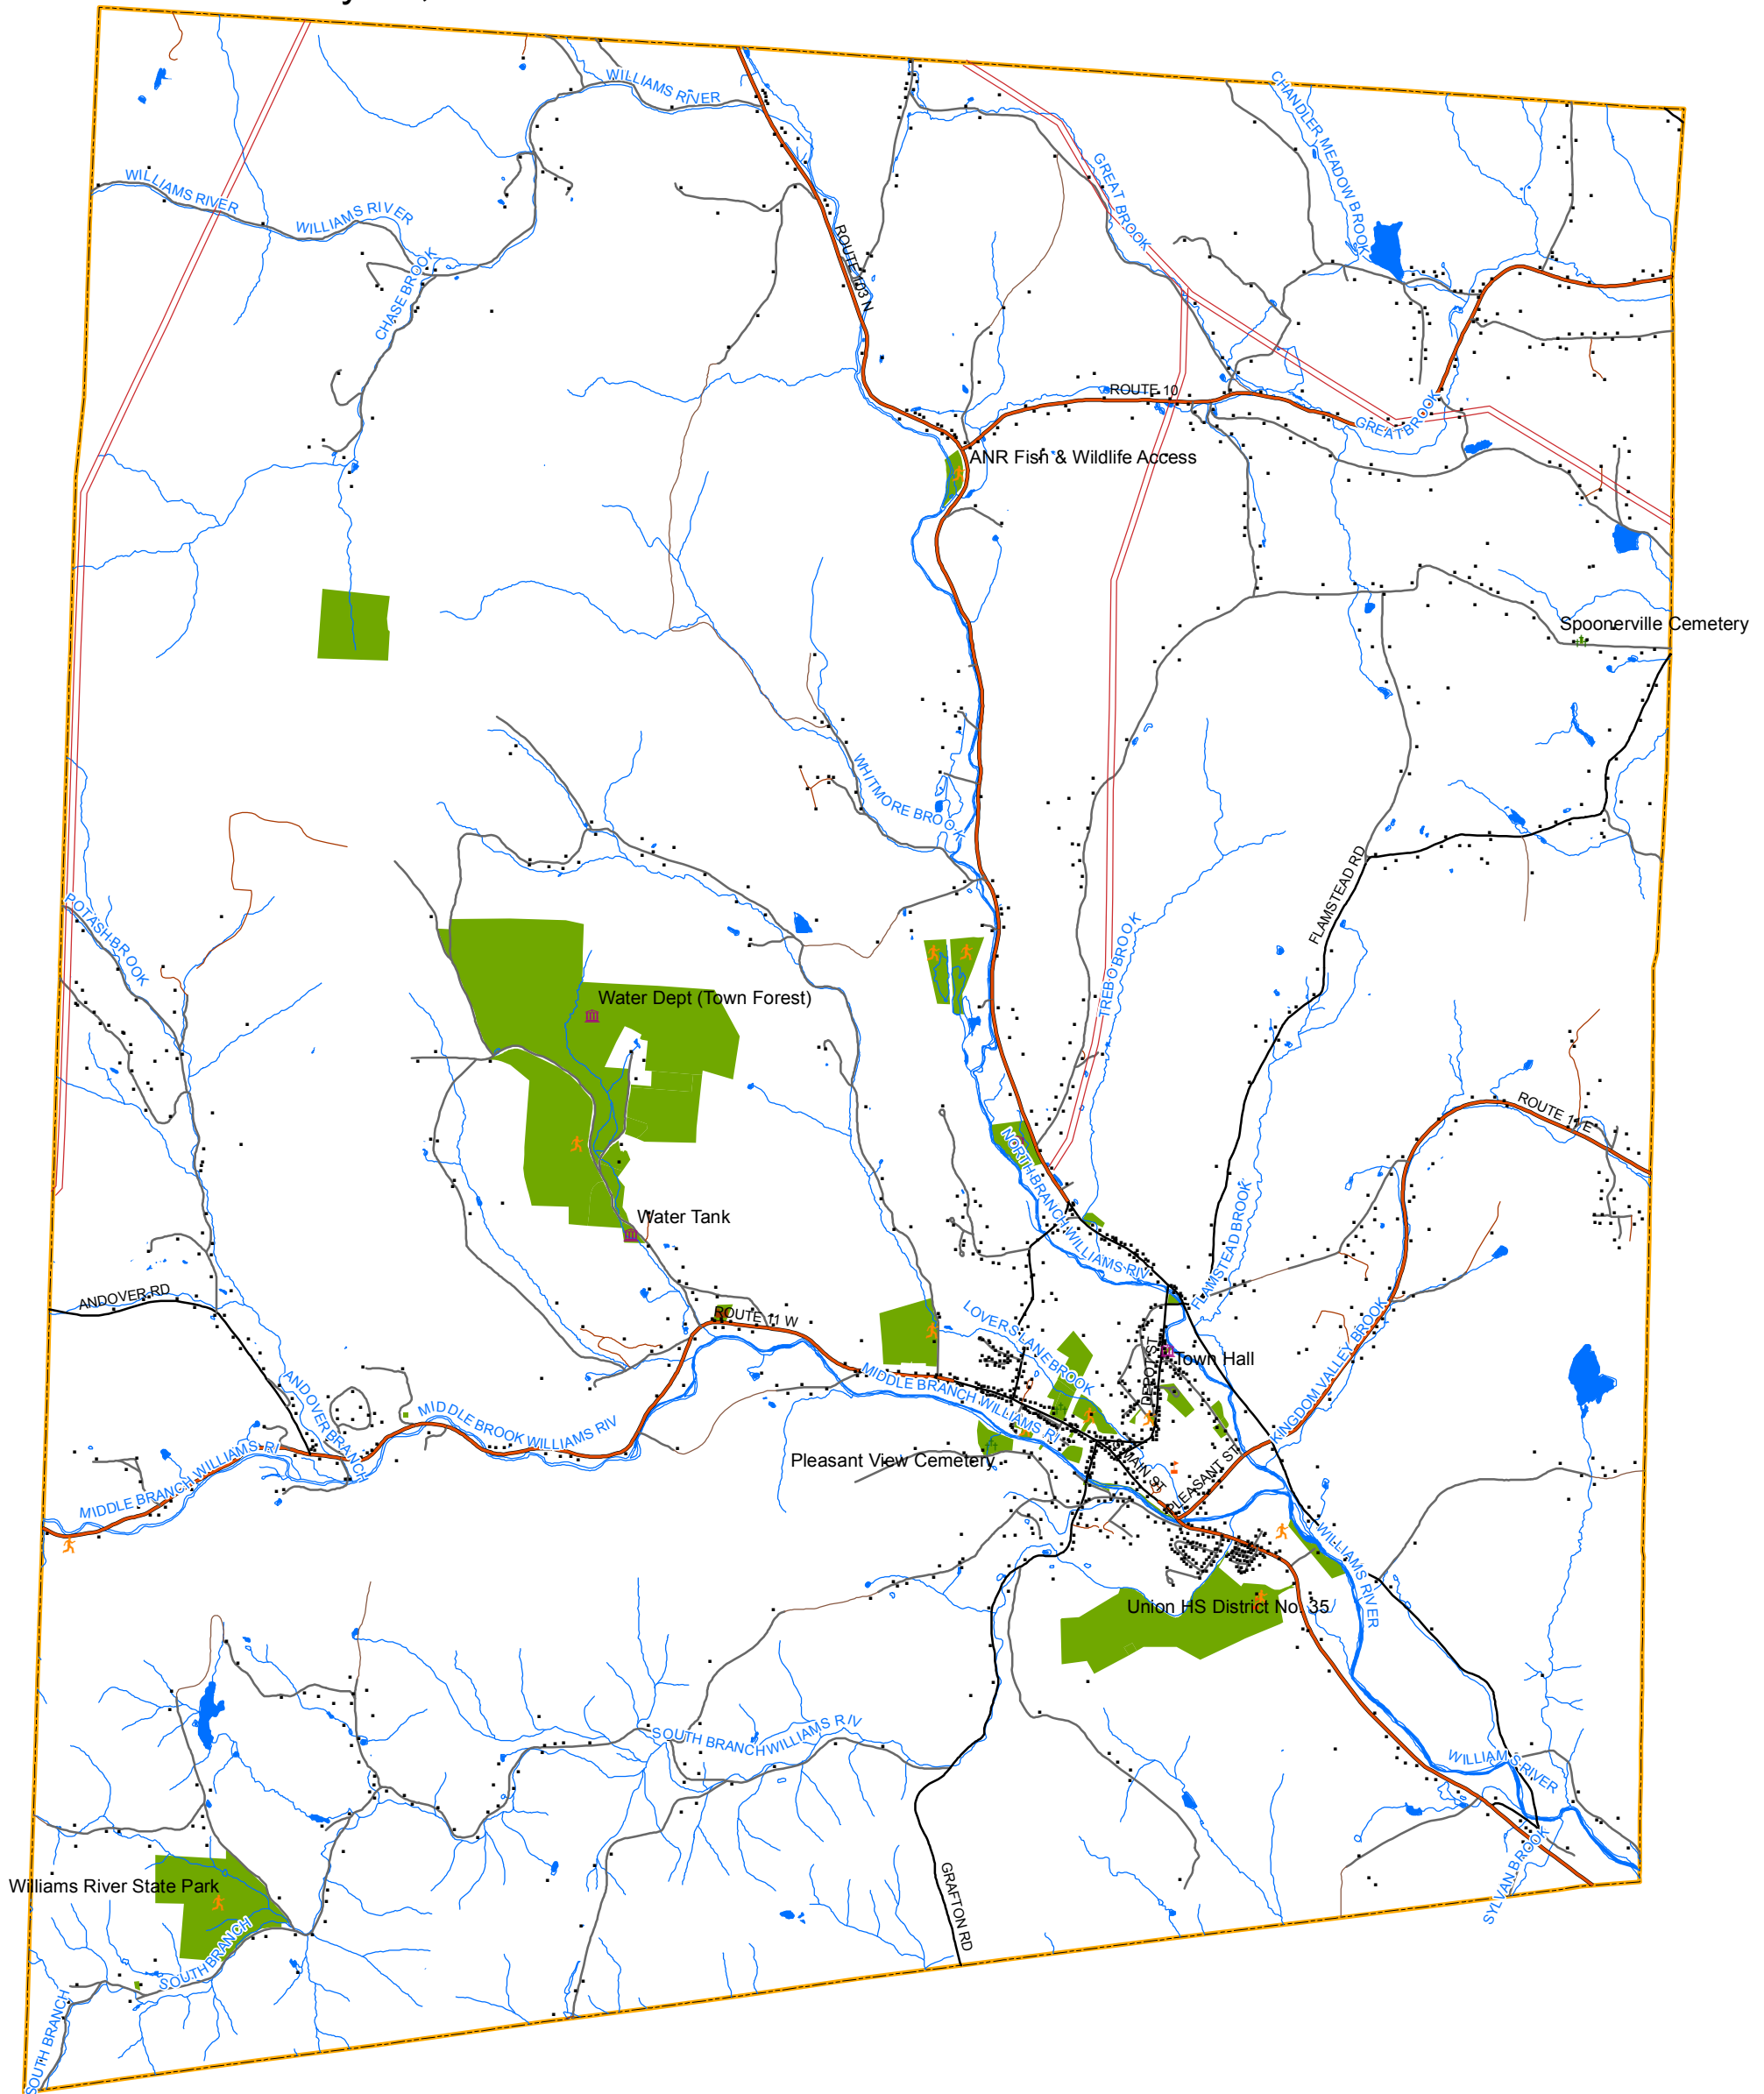 WILLIAMS RIVER
CHANDLER MEADOW BROOK
GREAT BROOK
WILLIAMS RIVER
WILLIAMS RIVER
CHASE BROOK
ROUTE 103 N
ROUTE 10
GREAT BROOK
ANR Fish & Wildlife Access
Spoonerville Cemetery
WHITMORE BROOK
FLAMSTEAD RD
POTASH BROOK
TREBO BROOK
Water Dept (Town Forest)
ROUTE 11 E
NORTH BRANCH WILLIAMS RIV
FLAMSTEAD BROOK
Water Tank
ANDOVER RD
ROUTE 11 W
LOVERS LANE BROOK
DEPOT ST
Town Hall
KINGDOM VALLEY BROOK
MIDDLE BRANCH WILLIAMS RI
ANDOVER BRANCH
MIDDLE BROOK WILLIAMS RIV
MIDDLE BRANCH WILLIAMS RI
Pleasant View Cemetery
MAIN ST
PLEASANT ST
WILLIAMS RIVER
Union HS District No. 35
SOUTH BRANCH WILLIAMS RIV
WILLIAMS RIVER
SYLVAN BROOK
GRAFTON RD
Williams River State Park
SOUTH BRANCH
SOUTH BRANCH